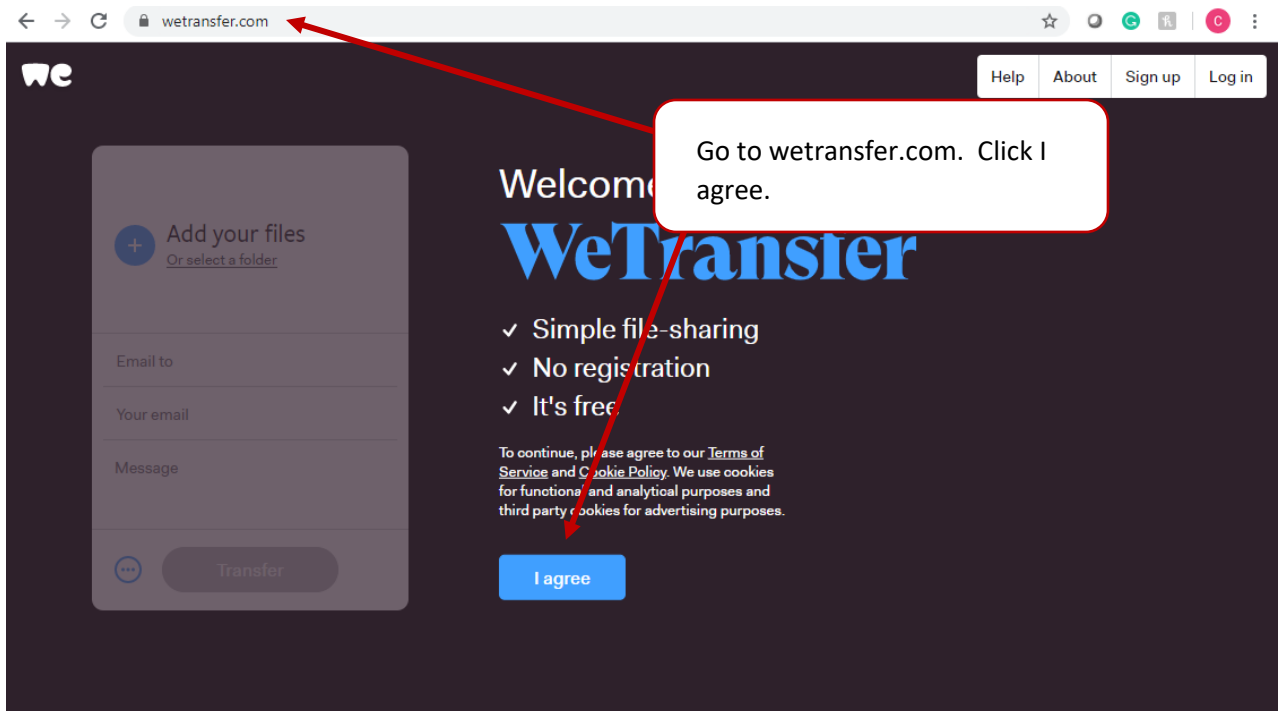 wetransfer.com
C
we
Help About Sign up Log in
Go to wetransfer.com. Click I
agree.
Welcome
WeTransfer
Add your files
Or select a folder
✓ Simple file-sharing
✓ No registration
✓ It's free
Email to
Your email
Message
To continue, please agree to our Terms of
Service and Cookie Policy. We use cookies
for functional and analytical purposes and
third party cookies for advertising purposes.
Transfer
I agree